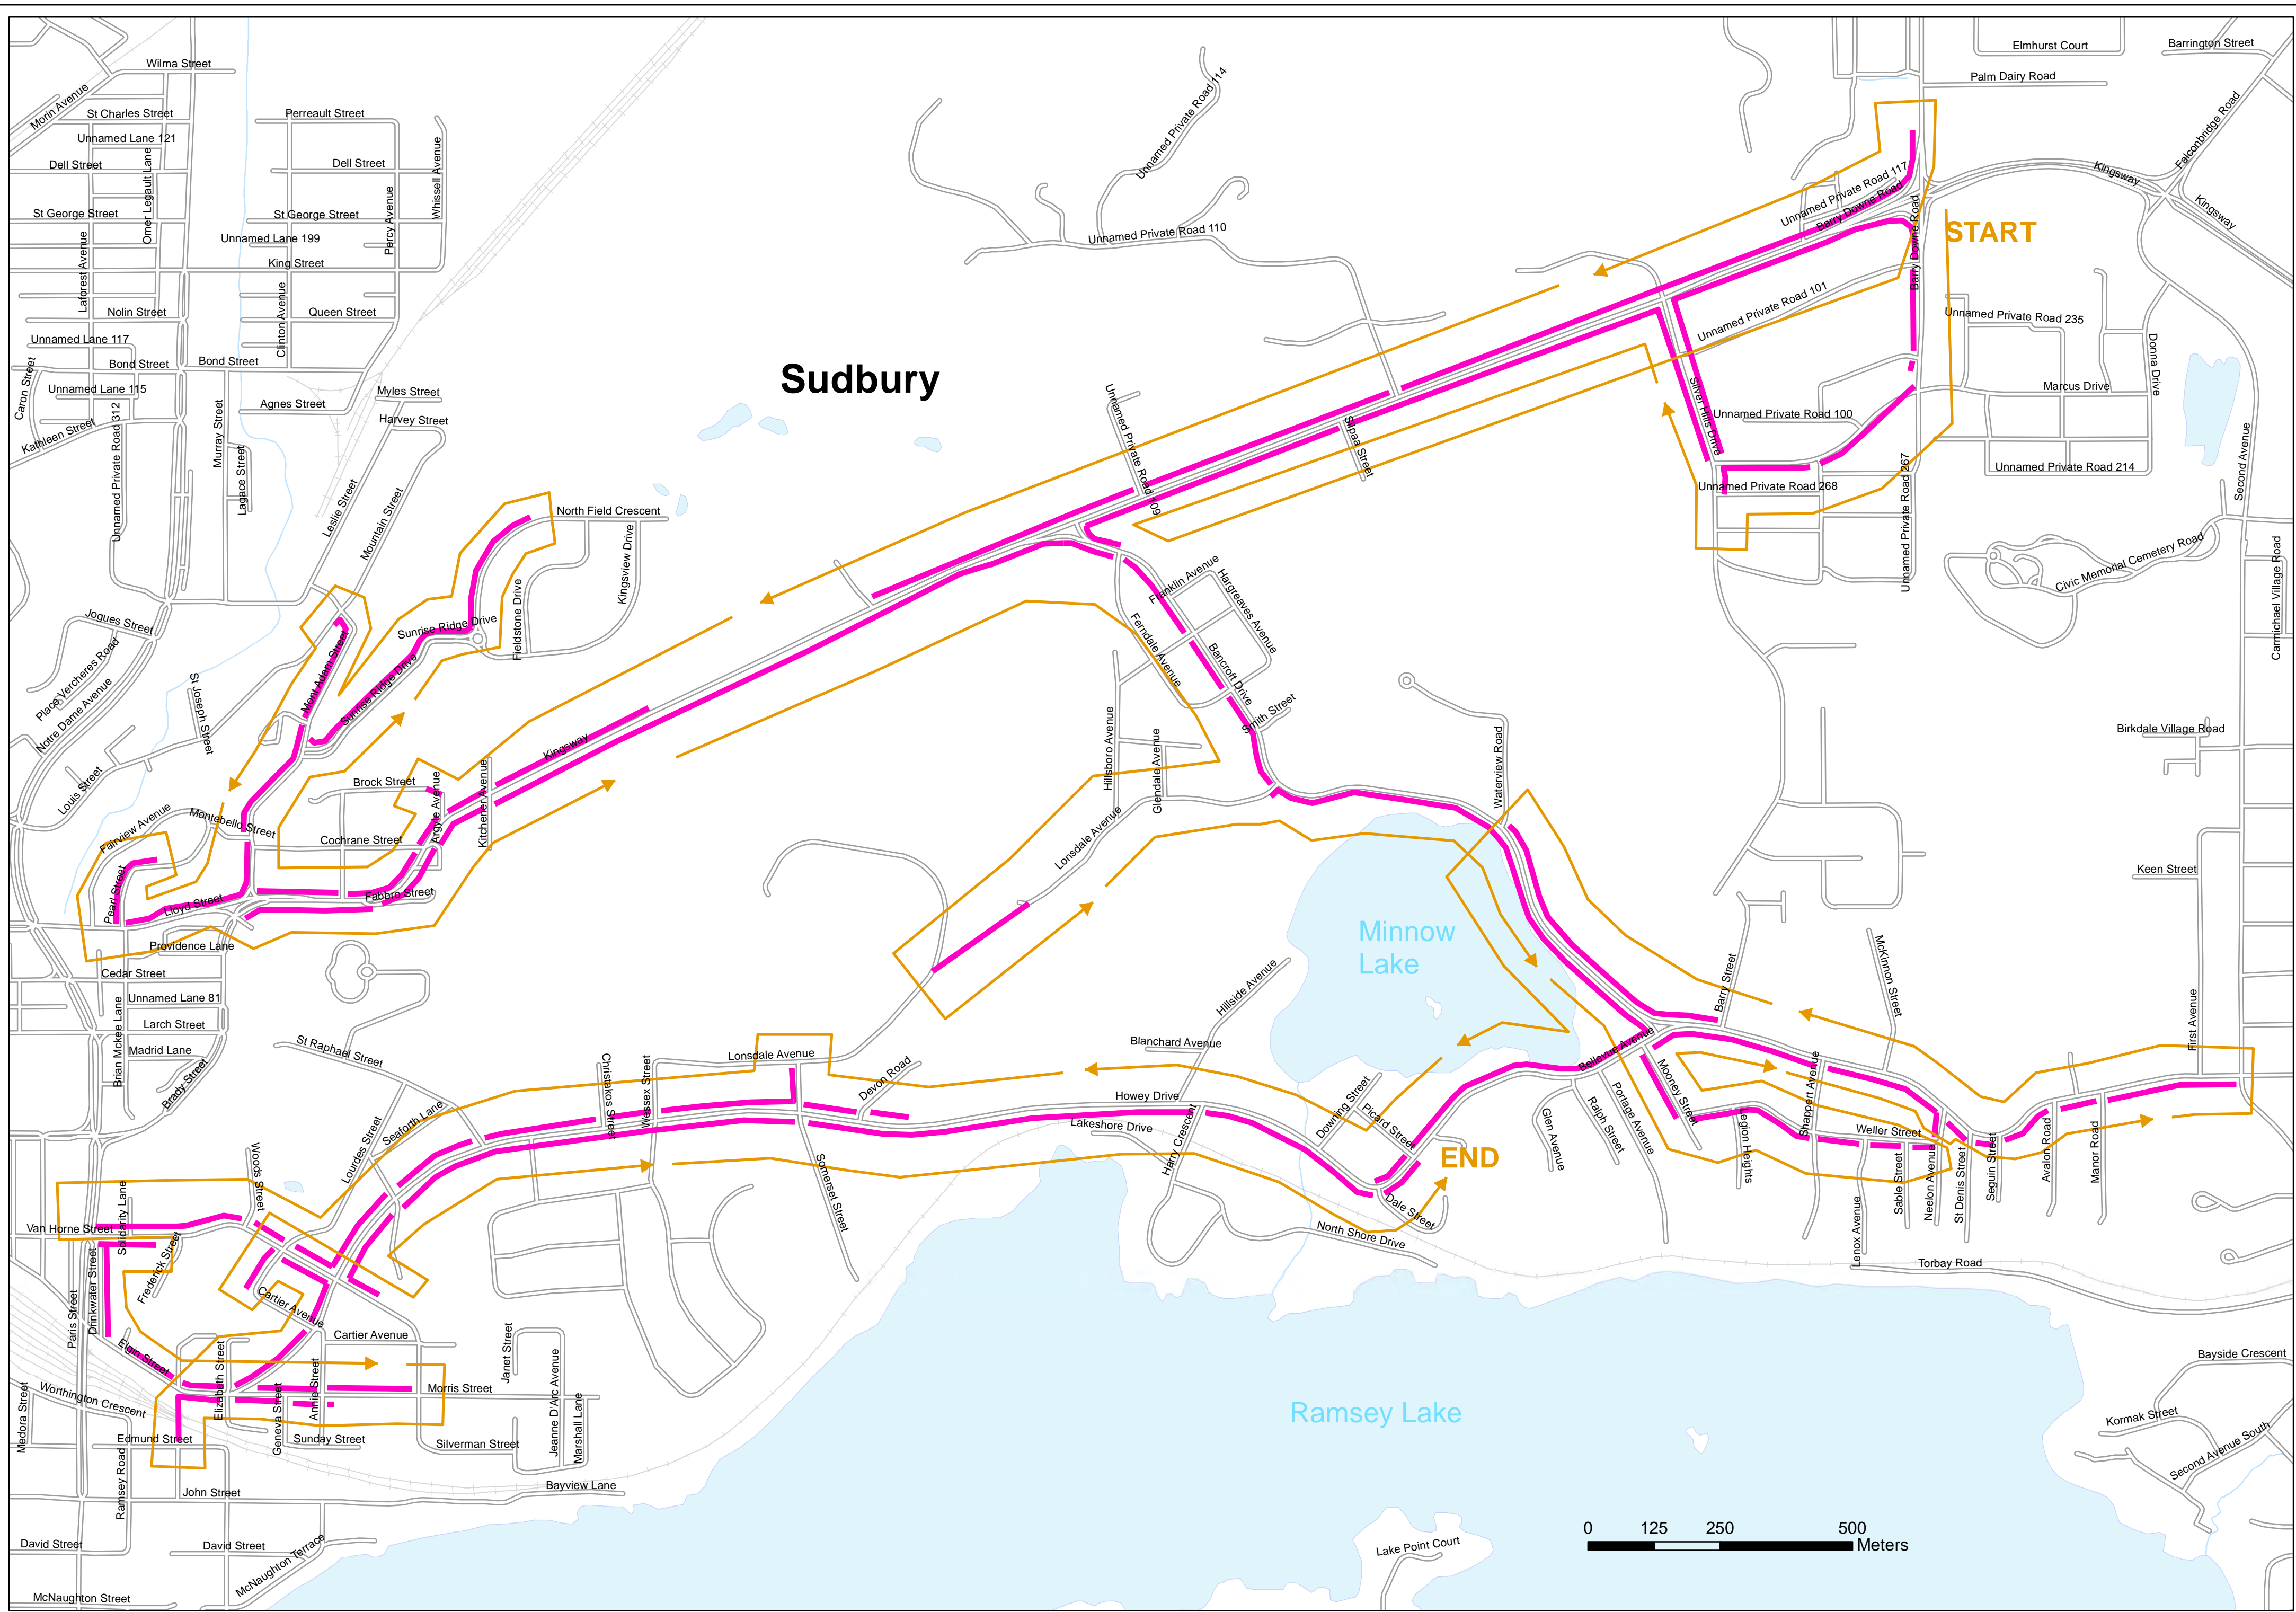 Elmhurst Court
Barrington Street
Wilma Street
Palm Dairy Road
Morin Avenue
Unnamed Private Road 114
Falconbridge Road
St Charles Street
Perreault Street
Unnamed Lane 121
Omer Legault Lane
Whissell Avenue
Dell Street
Dell Street
Kingsway
Unnamed Private Road 117
Barry Downe Road
Kingsway
St George Street
St George Street
Percy Avenue
Unnamed Private Road 110
Barry Downe Road
START
Unnamed Lane 199
Laforest Avenue
King Street
Clinton Avenue
Nolin Street
Queen Street
Unnamed Private Road 101
Unnamed Private Road 235
Donna Drive
Unnamed Lane 117
Bond Street
Bond Street
Caron Street
Sudbury
Unnamed Lane 115
Myles Street
Marcus Drive
Agnes Street
Silver Hills Drive
Unnamed Private Road 100
Harvey Street
Unnamed Private Road 312
Murray Street
Kathleen Street
Unnamed Private Road 109
Silpaa Street
Second Avenue
Lagace Street
Unnamed Private Road 214
Unnamed Private Road 268
Unnamed Private Road 267
Leslie Street
Mountain Street
North Field Crescent
Kingsview Drive
Civic Memorial Cemetery Road
Carmichael Village Road
Franklin Avenue
Hargreaves Avenue
Fieldstone Drive
Jogues Street
Sunrise Ridge Drive
Ferndale Avenue
Place Vercheres Road
Mont Adam Street
Bancroft Drive
Sunrise Ridge Drive
Notre Dame Avenue
St Joseph Street
Smith Street
Hillsboro Avenue
Glendale Avenue
Waterview Road
Birkdale Village Road
Kingsway
Louis Street
Brock Street
Argyle Avenue
Kitchener Avenue
Fairview Avenue
Montebello Street
Cochrane Street
Lonsdale Avenue
Keen Street
Pearl Street
Lloyd Street
Fabbro Street
Minnow
Lake
Providence Lane
McKinnon Street
Cedar Street
Barry Street
Hillside Avenue
Unnamed Lane 81
Brian Mckee Lane
Larch Street
First Avenue
Madrid Lane
St Raphael Street
Blanchard Avenue
Bellevue Avenue
Lonsdale Avenue
Brady Street
Christakos Street
Wessex Street
Devon Road
Mooney Street
Shappert Avenue
Howey Drive
Downing Street
Picard Street
Glen Avenue
Ralph Street
Portage Avenue
Seaforth Lane
Lakeshore Drive
Legion Heights
Weller Street
Lourdes Street
Woods Street
Harry Crescent
END
Avalon Road
Manor Road
Somerset Street
Sable Street
Neelon Avenue
St Denis Street
Seguin Street
Solidarity Lane
Van Horne Street
Dale Street
Lenox Avenue
North Shore Drive
Frederick Street
Drinkwater Street
Torbay Road
Paris Street
Cartier Avenue
Cartier Avenue
Elgin Street
Janet Street
Jeanne D'Arc Avenue
Bayside Crescent
Elizabeth Street
Annie Street
Morris Street
Medora Street
Worthington Crescent
Geneva Street
Marshall Lane
Ramsey Lake
Kormak Street
Edmund Street
Sunday Street
Silverman Street
Second Avenue South
Ramsey Road
John Street
Bayview Lane
0 125 250 500
Meters
David Street
David Street
McNaughton Terrace
Lake Point Court
McNaughton Street